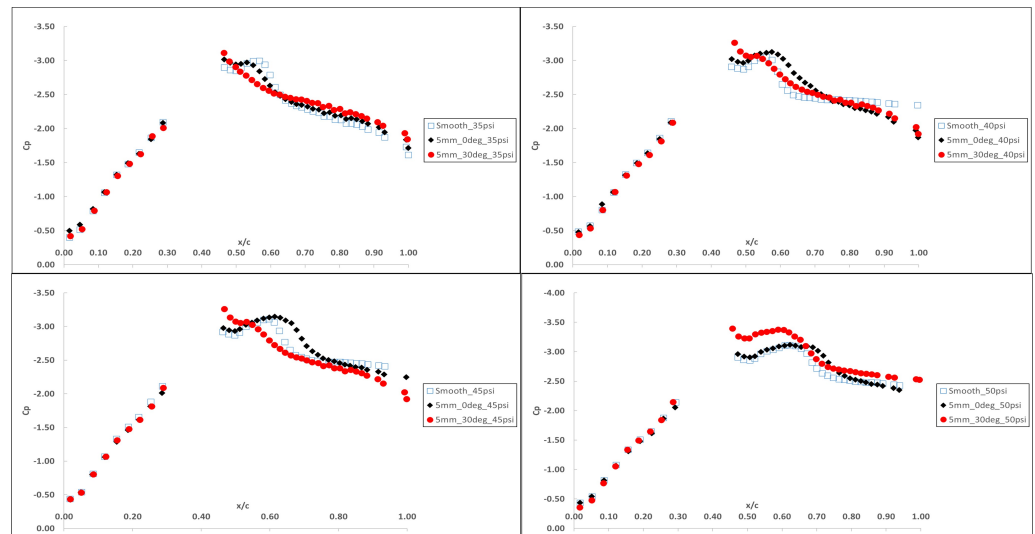 -3.50
-3.00
-2.50
-2.00
-1.50
-1.00
-0.50
0.00
Cp
0.00 0.10 0.20 0.30 0.40 0.50 0.60 0.70 0.80 0.90 1.00
x/c
Smooth_35psi
5mm_0deg_35psi
5mm_30deg_35psi
-3.50
-3.00
-2.50
-2.00
-1.50
-1.00
-0.50
0.00
Cp
0.00 0.10 0.20 0.30 0.40 0.50 0.60 0.70 0.80 0.90 1.00
x/c
Smooth_40psi
5mm_0deg_40psi
5mm_30deg_40psi
-3.50
-3.00
-2.50
-2.00
-1.50
-1.00
-0.50
0.00
Cp
0.00 0.20 0.40 0.60 0.80 1.00
x/c
Smooth_45psi
5mm_0deg_45psi
5mm_30deg_45psi
-4.50
-4.00
-3.50
-3.00
-2.50
-2.00
-1.50
-1.00
-0.50
0.00
Cp
0.00 0.10 0.20 0.30 0.40 0.50 0.60 0.70 0.80 0.90 1.00
x/c
Smooth_50psi
5mm_0deg_50psi
5mm_30deg_50psi